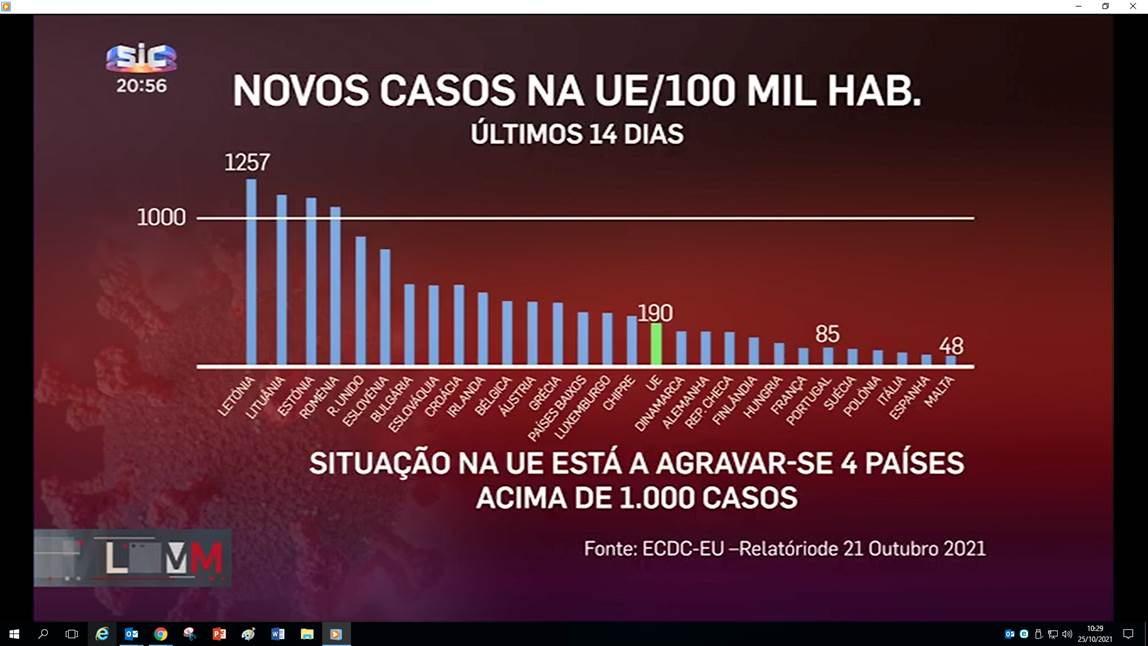 SIC
20:56
NOVOS CASOS NA UE/100 MIL HAB.
ÚLTIMOS 14 DIAS
1257
1000
190
85
48
LETÓNIA
LITUÂNIA
ESTÓNIA
ROMÉNIA
R. UNIDO
ESLOVÉNIA
BULGÁRIA
ESLOVÁQUIA
CROÁCIA
IRLANDA
BÉLGICA
ÁUSTRIA
GRÉCIA
PAÍSES BAIXOS
LUXEMBURGO
CHIPRE
UE
DINAMARCA
ALEMANHA
REP. CHECA
FINLÂNDIA
HUNGRIA
FRANÇA
PORTUGAL
SUÉCIA
POLÓNIA
ITÁLIA
ESPANHA
MALTA
SITUAÇÃO NA UE ESTÁ A AGRAVAR-SE 4 PAÍSES
ACIMA DE 1.000 CASOS
Fonte: ECDC-EU –Relatóriode 21 Outubro 2021
10:29
25/10/2021